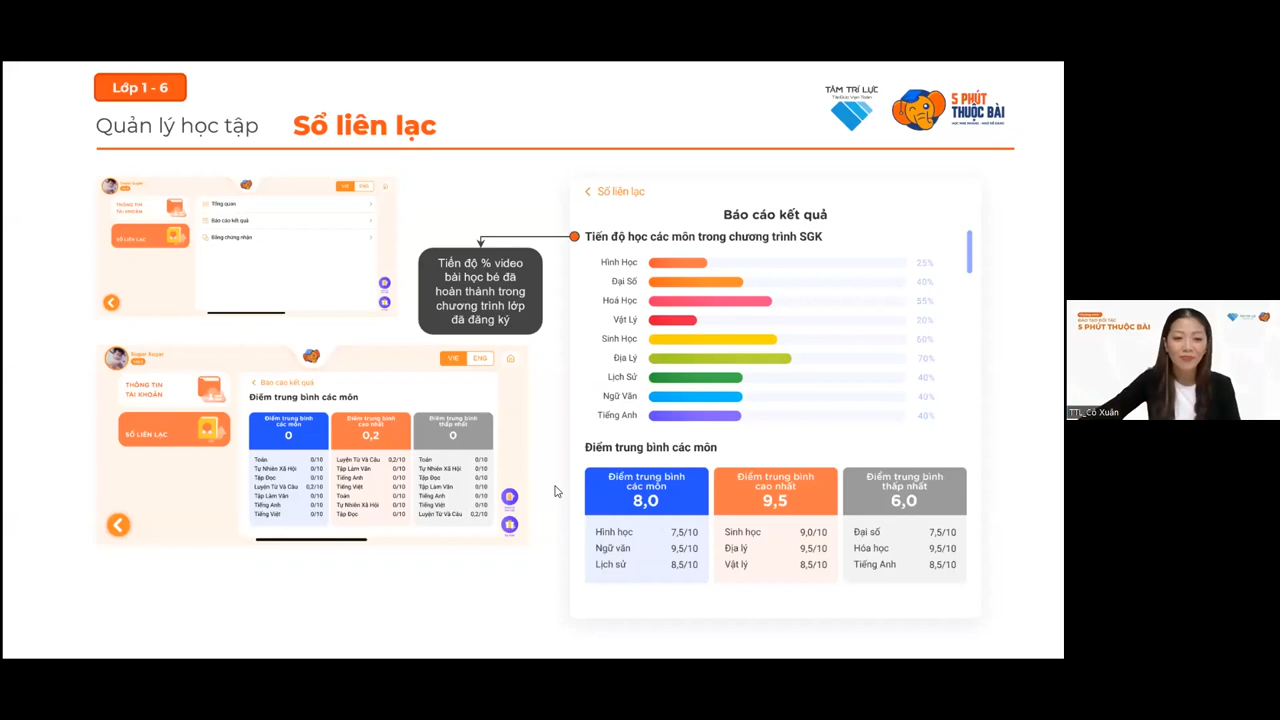 Lớp 1 - 6
Quản lý học tập Sổ liên lạc
TÂM TRÍ LỰC
5 PHÚT
THUỘC BÀI
VIE ENG
THÔNG TIN
TÀI KHOẢN
SỔ LIÊN LẠC
Tổng quan
Báo cáo kết quả
Bằng chứng nhận
Tiến độ % video
bài học bé đã
hoàn thành trong
chương trình lớp
đã đăng ký
Super Super
VIE ENG
THÔNG TIN
TÀI KHOẢN
SỔ LIÊN LẠC
Báo cáo kết quả
Điểm trung bình các môn
Điểm trung bình
các môn
0
Toán 0/10
Tự Nhiên Xã Hội 0/10
Tập Đọc 0/10
Luyện Từ Và Câu 0,2/10
Tập Làm Văn 0/10
Tiếng Anh 0/10
Tiếng Việt 0/10
Điểm trung bình
cao nhất
0,2
Luyện Từ Và Câu 0,2/10
Tập Làm Văn 0/10
Tiếng Anh 0/10
Tiếng Việt 0/10
Toán 0/10
Tự Nhiên Xã Hội 0/10
Tập Đọc 0/10
Điểm trung bình
thấp nhất
0
Toán 0/10
Tự Nhiên Xã Hội 0/10
Tập Đọc 0/10
Tập Làm Văn 0/10
Tiếng Anh 0/10
Tiếng Việt 0/10
Luyện Từ Và Câu 0,2/10
Sổ liên lạc
Báo cáo kết quả
Tiến độ học các môn trong chương trình SGK
Hình Học 25%
Đại Số 40%
Hoá Học 55%
Vật Lý 20%
Sinh Học 60%
Địa Lý 70%
Lịch Sử 40%
Ngữ Văn 40%
Tiếng Anh 40%
Điểm trung bình các môn
Điểm trung bình
các môn
8,0
Hình học 7,5/10
Ngữ văn 9,5/10
Lịch sử 8,5/10
Điểm trung bình
cao nhất
9,5
Sinh học 9,0/10
Địa lý 9,5/10
Vật lý 8,5/10
Điểm trung bình
thấp nhất
6,0
Đại số 7,5/10
Hóa học 9,5/10
Tiếng Anh 8,5/10
ĐÀO TẠO ĐỐI TÁC
5 PHÚT THUỘC BÀI
TTL_Cô Xuân